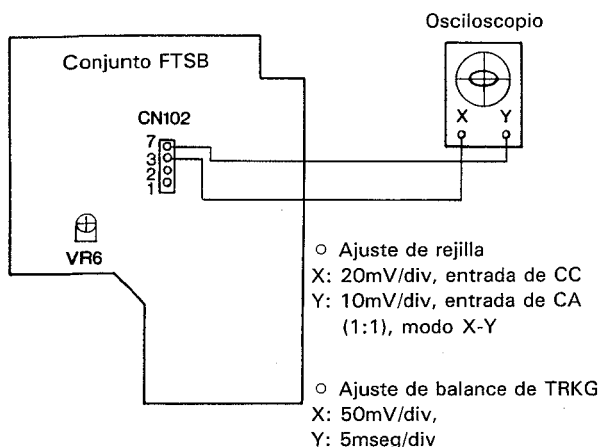 Osciloscopio
Conjunto FTSB
X Y
CN102
7
3
2
1
VR6
○ Ajuste de rejilla
X: 20mV/div, entrada de CC
Y: 10mV/div, entrada de CA
(1:1), modo X-Y
○ Ajuste de balance de TRKG
X: 50mV/div,
Y: 5mseg/div